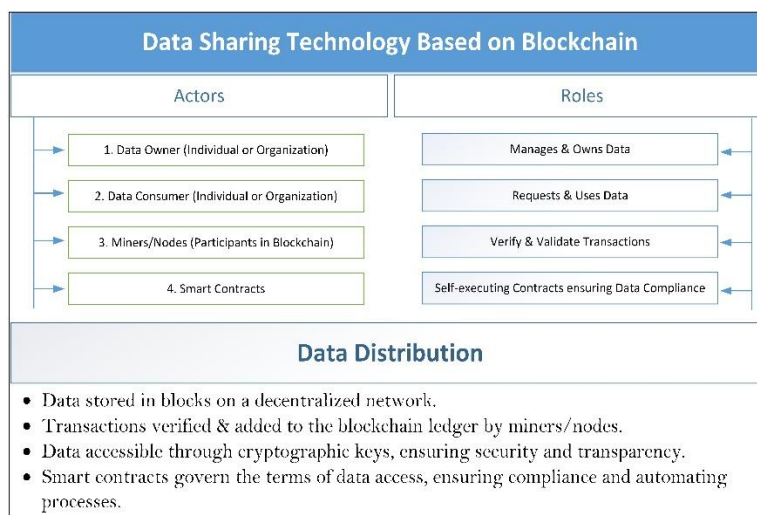 Data Sharing Technology Based on Blockchain
Actors
Roles
1. Data Owner (Individual or Organization)
Manages & Owns Data
2. Data Consumer (Individual or Organization)
Requests & Uses Data
3. Miners/Nodes (Participants in Blockchain)
Verify & Validate Transactions
4. Smart Contracts
Self-executing Contracts ensuring Data Compliance
Data Distribution
• Data stored in blocks on a decentralized network.
• Transactions verified & added to the blockchain ledger by miners/nodes.
• Data accessible through cryptographic keys, ensuring security and transparency.
• Smart contracts govern the terms of data access, ensuring compliance and automating
processes.